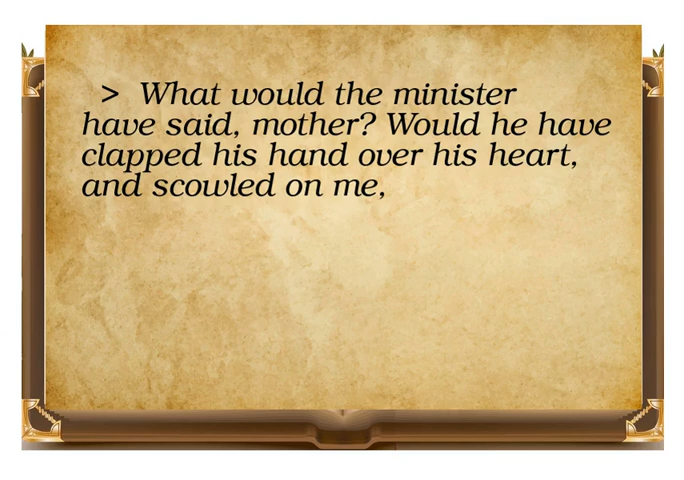 > What would the minister
have said, mother? Would he have
clapped his hand over his heart,
and scowled on me,